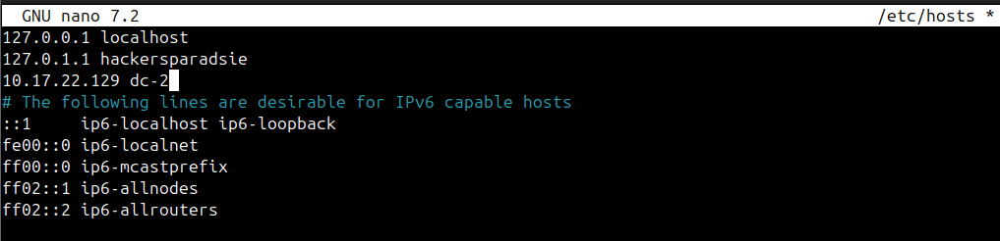 GNU nano 7.2 /etc/hosts *
127.0.0.1 localhost
127.0.1.1 hackersparadsie
10.17.22.129 dc-2
# The following lines are desirable for IPv6 capable hosts
::1     ip6-localhost ip6-loopback
fe00::0 ip6-localnet
ff00::0 ip6-mcastprefix
ff02::1 ip6-allnodes
ff02::2 ip6-allrouters